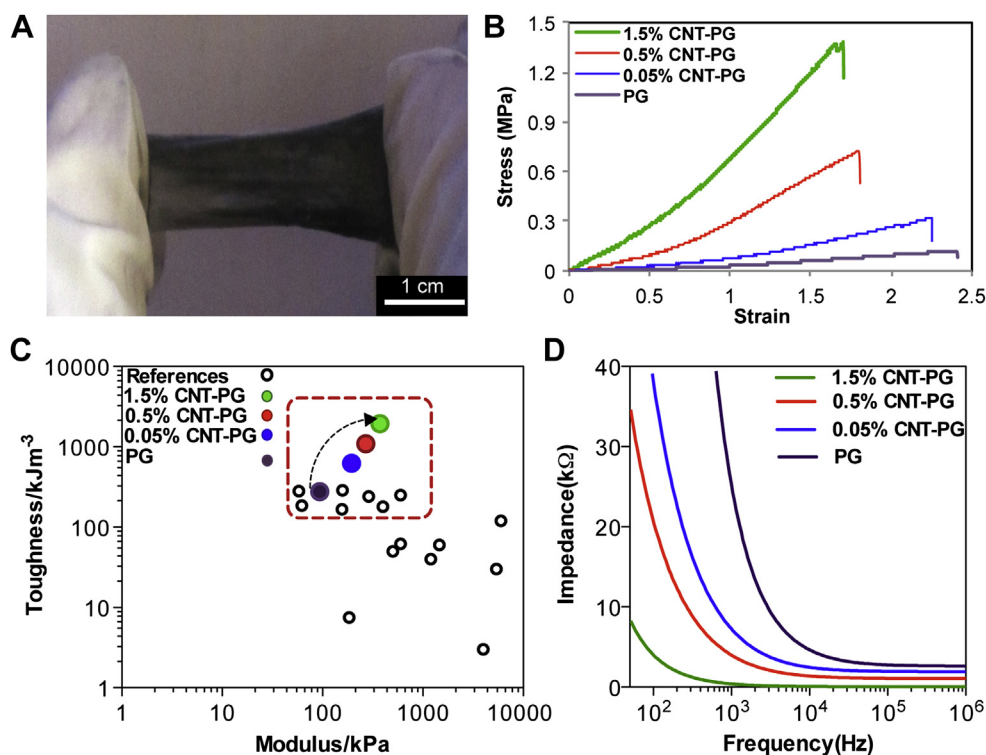 A
1 cm
B
1.5% CNT-PG
0.5% CNT-PG
0.05% CNT-PG
PG
Stress (MPa)
1.5
1.2
0.9
0.6
0.3
0
0 0.5 1 1.5 2 2.5
Strain
C
References
1.5% CNT-PG
0.5% CNT-PG
0.05% CNT-PG
PG
Toughness/kJm-3
10000
1000
100
10
1
1 10 100 1000 10000
Modulus/kPa
D
1.5% CNT-PG
0.5% CNT-PG
0.05% CNT-PG
PG
Impedance(kΩ)
40
30
20
10
0
10² 10³ 10⁴ 10⁵ 10⁶
Frequency(Hz)